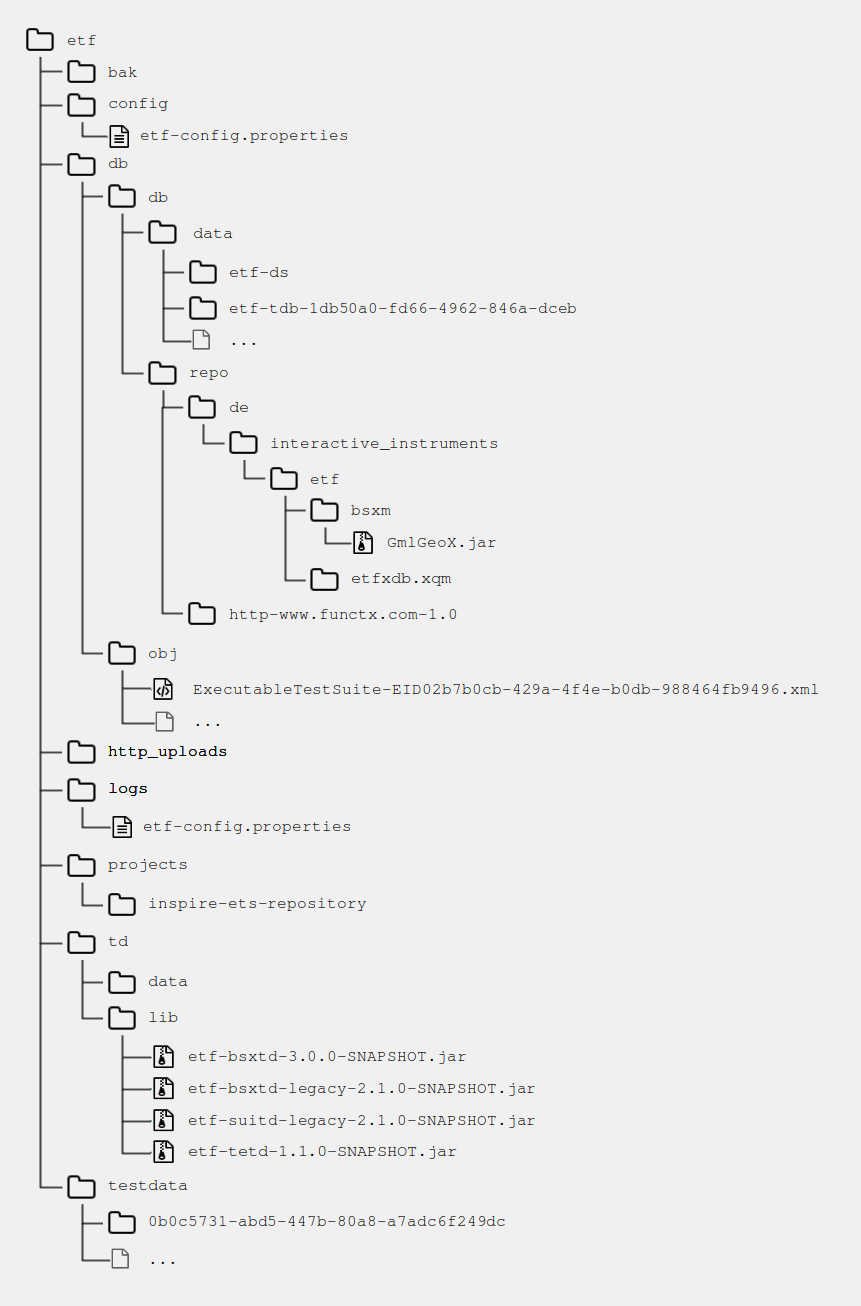 etf
bak
config
etf-config.properties
db
db
data
etf-ds
etf-tdb-1db50a0-fd66-4962-846a-dceb
...
repo
de
interactive_instruments
etf
bsxm
GmlGeoX.jar
etfxdb.xqm
http-www.functx.com-1.0
obj
ExecutableTestSuite-EID02b7b0cb-429a-4f4e-b0db-988464fb9496.xml
...
http_uploads
logs
etf-config.properties
projects
inspire-ets-repository
td
data
lib
etf-bsxtd-3.0.0-SNAPSHOT.jar
etf-bsxtd-legacy-2.1.0-SNAPSHOT.jar
etf-suitd-legacy-2.1.0-SNAPSHOT.jar
etf-tetd-1.1.0-SNAPSHOT.jar
testdata
0b0c5731-abd5-447b-80a8-a7adc6f249dc
...